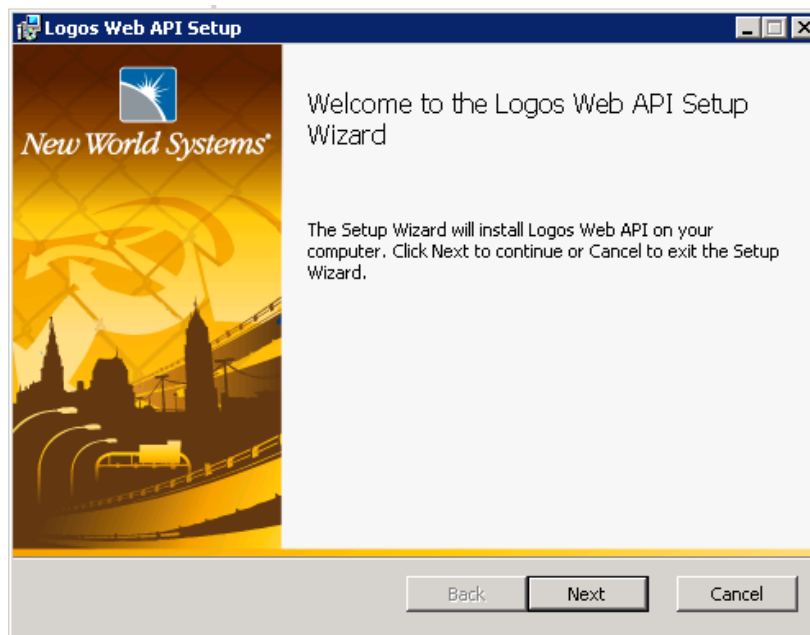 Logos Web API Setup
New World Systems®
Welcome to the Logos Web API Setup
Wizard
The Setup Wizard will install Logos Web API on your
computer. Click Next to continue or Cancel to exit the Setup
Wizard.
Back
Next
Cancel